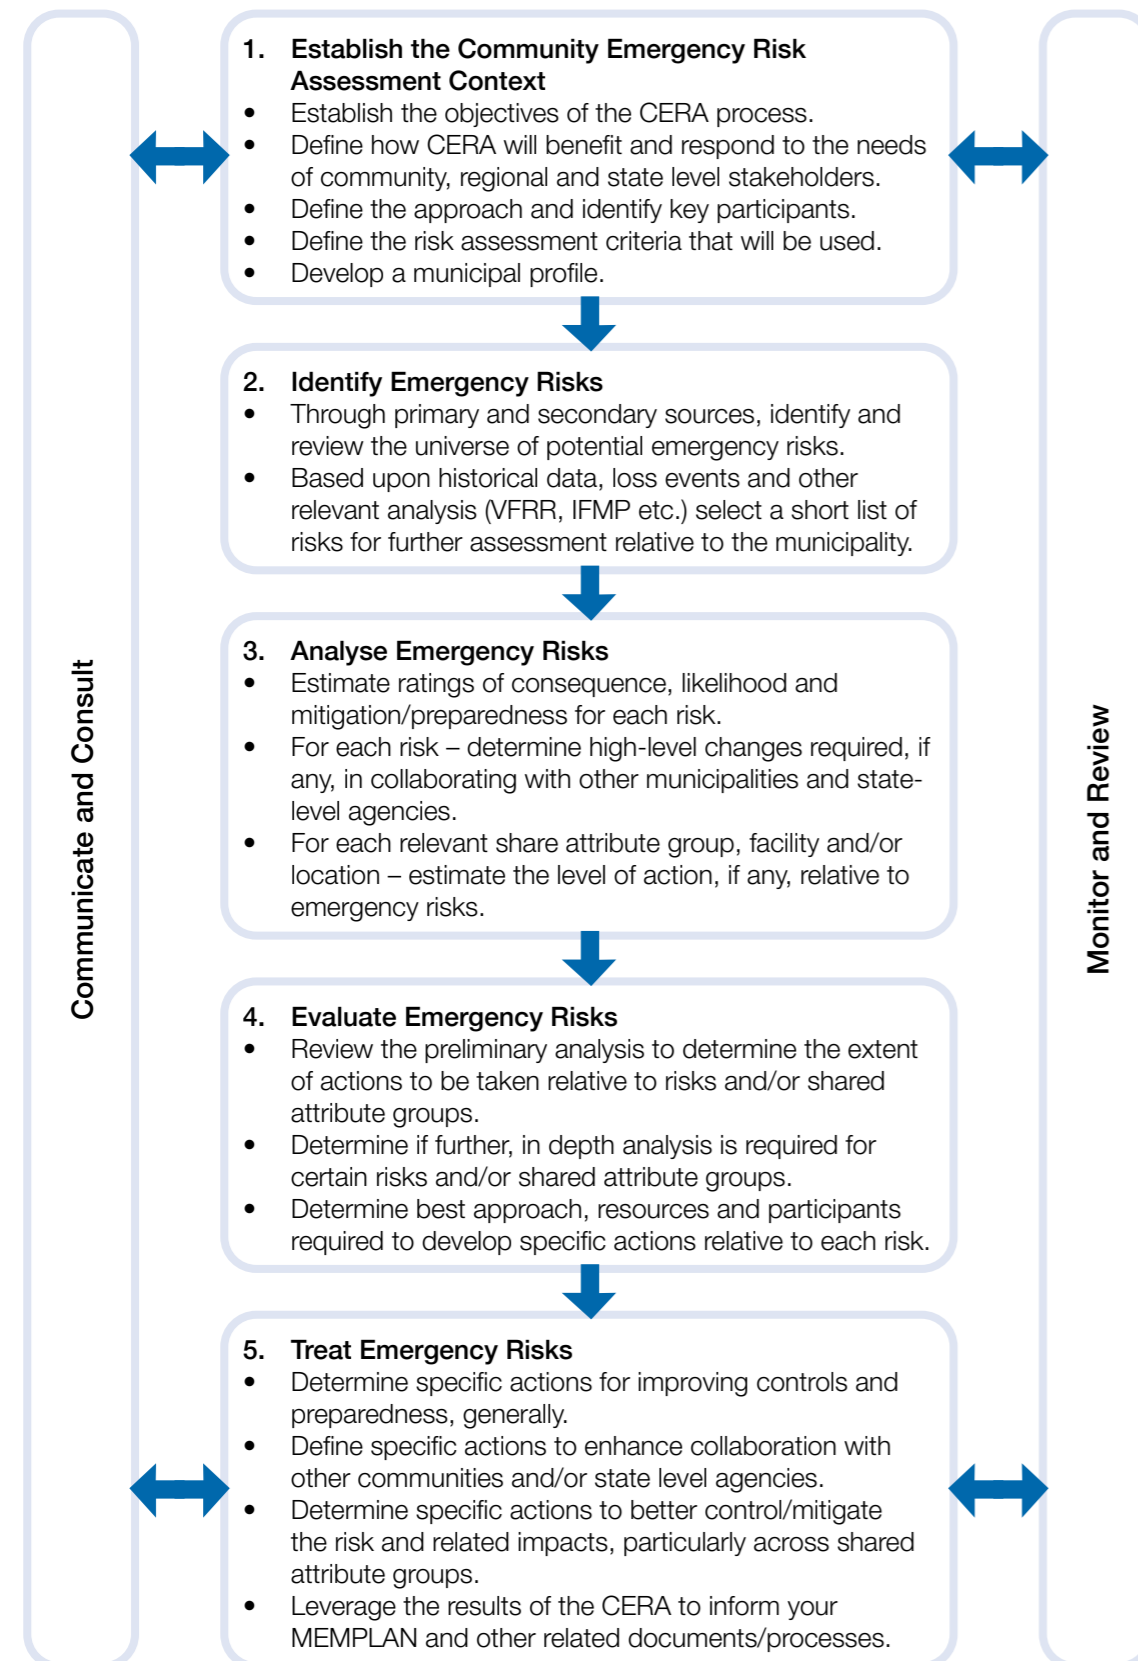 Communicate and Consult
1. Establish the Community Emergency Risk
Assessment Context
• Establish the objectives of the CERA process.
• Define how CERA will benefit and respond to the needs
of community, regional and state level stakeholders.
• Define the approach and identify key participants.
• Define the risk assessment criteria that will be used.
• Develop a municipal profile.
2. Identify Emergency Risks
• Through primary and secondary sources, identify and
review the universe of potential emergency risks.
• Based upon historical data, loss events and other
relevant analysis (VFRR, IFMP etc.) select a short list of
risks for further assessment relative to the municipality.
3. Analyse Emergency Risks
• Estimate ratings of consequence, likelihood and
mitigation/preparedness for each risk.
• For each risk – determine high-level changes required, if
any, in collaborating with other municipalities and state-
level agencies.
• For each relevant share attribute group, facility and/or
location – estimate the level of action, if any, relative to
emergency risks.
4. Evaluate Emergency Risks
• Review the preliminary analysis to determine the extent
of actions to be taken relative to risks and/or shared
attribute groups.
• Determine if further, in depth analysis is required for
certain risks and/or shared attribute groups.
• Determine best approach, resources and participants
required to develop specific actions relative to each risk.
5. Treat Emergency Risks
• Determine specific actions for improving controls and
preparedness, generally.
• Define specific actions to enhance collaboration with
other communities and/or state level agencies.
• Determine specific actions to better control/mitigate
the risk and related impacts, particularly across shared
attribute groups.
• Leverage the results of the CERA to inform your
MEMPLAN and other related documents/processes.
Monitor and Review